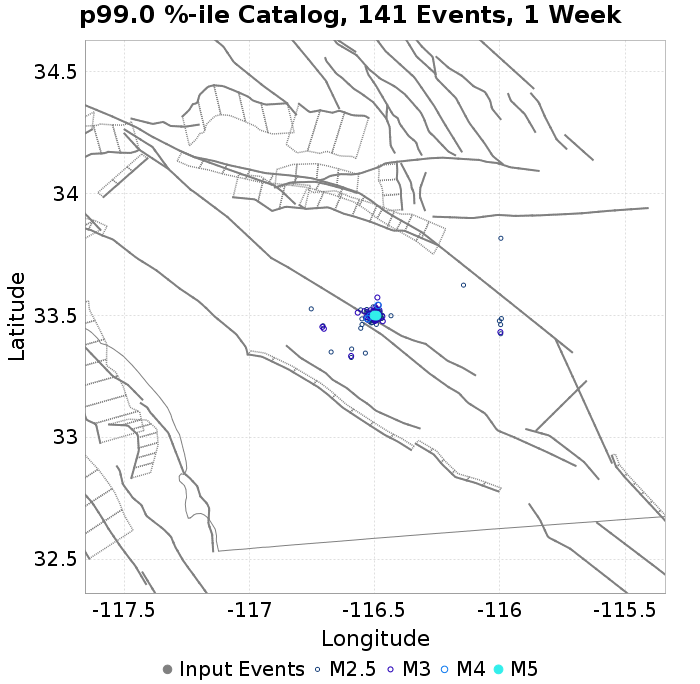 p99.0 %-ile Catalog, 141 Events, 1 Week
34.5
34
33.5
33
32.5
Latitude
-117.5 -117 -116.5 -116 -115.5
Longitude
Input Events M2.5 M3 M4 M5